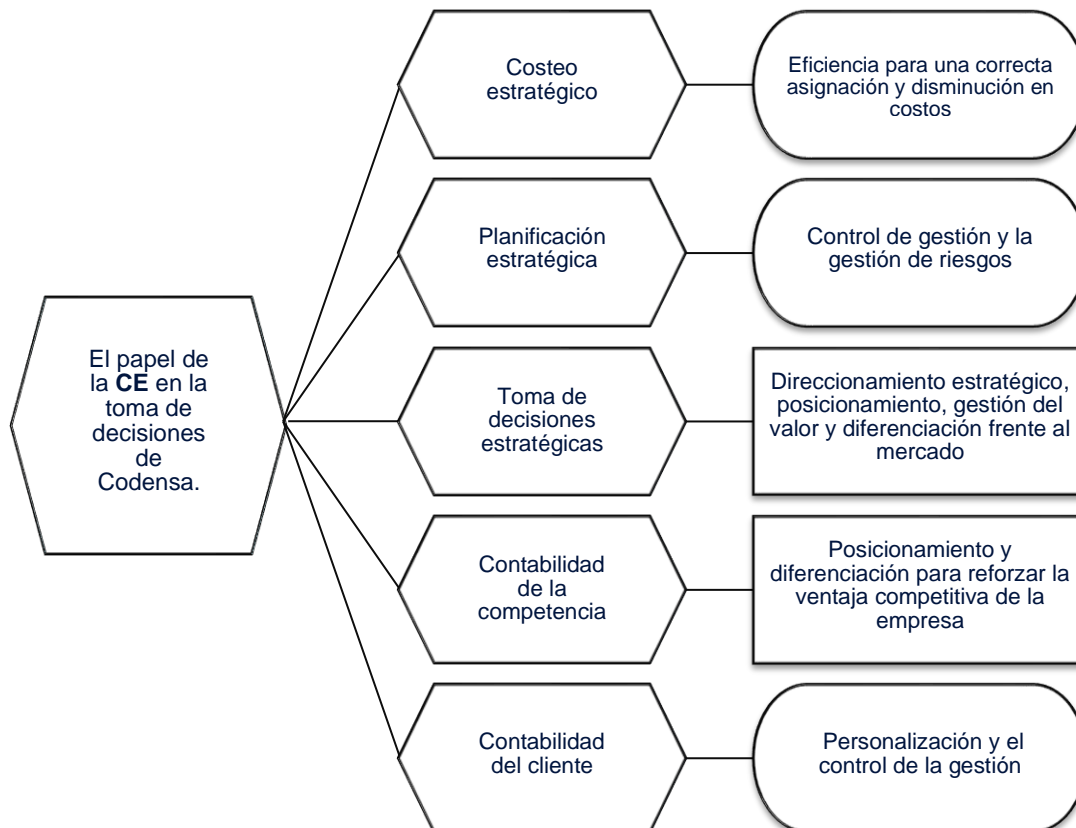 Costeo
estratégico
Eficiencia para una correcta
asignación y disminución en
costos
Planificación
estratégica
Control de gestión y la
gestión de riesgos
El papel de
la CE en la
toma de
decisiones
de
Codensa.
Toma de
decisiones
estratégicas
Direccionamiento estratégico,
posicionamiento, gestión del
valor y diferenciación frente al
mercado
Contabilidad
de la
competencia
Posicionamiento y
diferenciación para reforzar la
ventaja competitiva de la
empresa
Contabilidad
del cliente
Personalización y el
control de la gestión